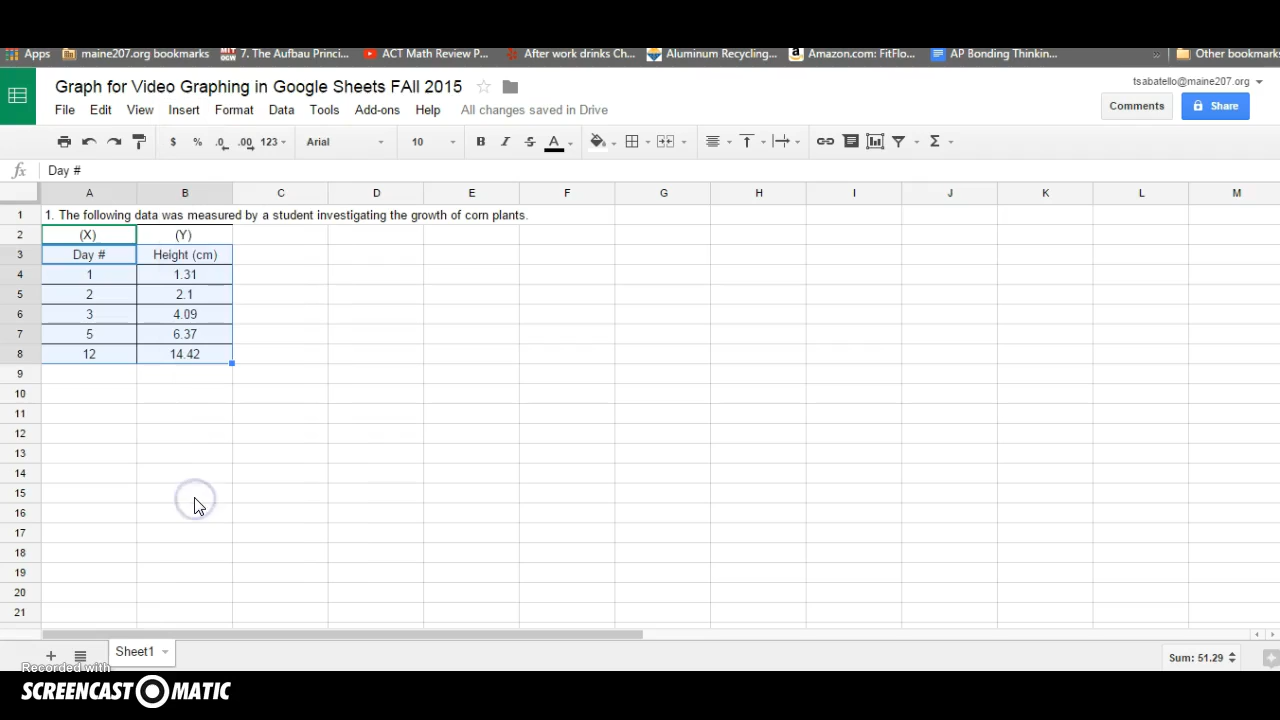 Apps maine207.org bookmarks MIT OCW 7. The Aufbau Princi... ACT Math Review P... After work drinks Ch... Aluminum Recycling... Amazon.com: FitFlo... AP Bonding Thinkin... » Other bookmarks
Graph for Video Graphing in Google Sheets FAll 2015
tsabatello@maine207.org
File Edit View Insert Format Data Tools Add-ons Help All changes saved in Drive
Comments Share
$ % .0 .00 123 Arial 10 B I S A Σ
fx Day #
A B C D E F G H I J K L M
1 1. The following data was measured by a student investigating the growth of corn plants.
2 (X) (Y)
3 Day # Height (cm)
4 1 1.31
5 2 2.1
6 3 4.09
7 5 6.37
8 12 14.42
9
10
11
12
13
14
15
16
17
18
19
20
21
+ Sheet1 Sum: 51.29
Recorded with
SCREENCAST MATIC